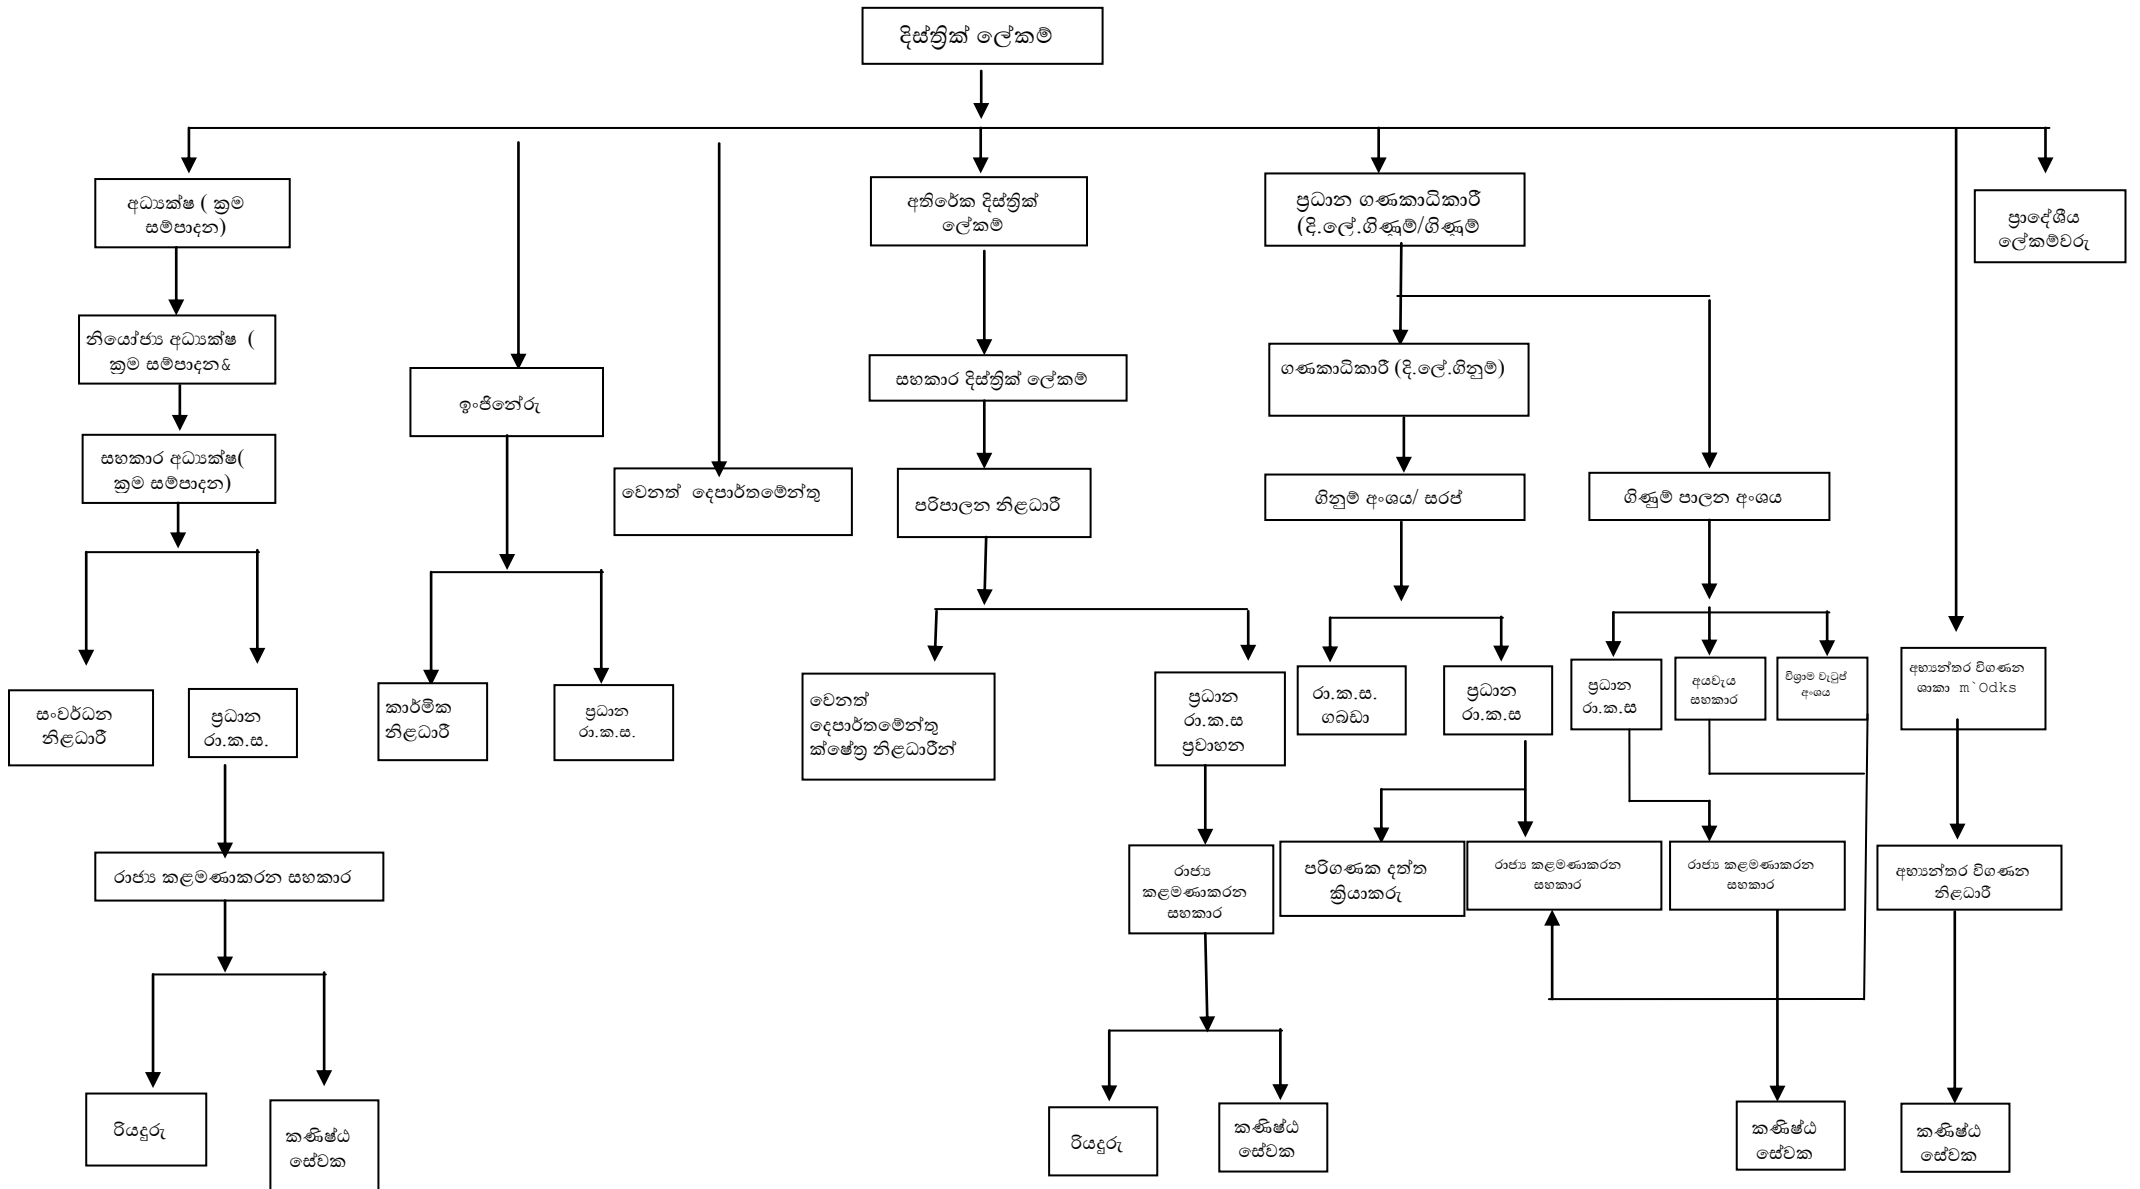 දිස්ත්‍රික් ලේකම්
අධ්‍යක්ෂ ( ක්‍රම
සම්පාදන)
අතිරේක දිස්ත්‍රික්
ලේකම්
ප්‍රධාන ගණකාධිකාරී
(දි.ලේ.ගිණුම්/ගිණුම්
ප්‍රාදේශීය
ලේකම්වරු
නියෝජ්‍ය අධ්‍යක්ෂ (
ක්‍රම සම්පාදන&
ඉංජිනේරු
සහකාර දිස්ත්‍රික් ලේකම්
ගණකාධිකාරී (දි.ලේ.ගිනුම්)
සහකාර අධ්‍යක්ෂ(
ක්‍රම සම්පාදන)
වෙනත් දෙපාර්තමේන්තු
පරිපාලන නිළධාරී
ගිනුම් අංශය/ සරප්
ගිණුම් පාලන අංශය
සංවර්ධන
නිළධාරී
ප්‍රධාන
රා.ක.ස.
කාර්මික
නිළධාරී
ප්‍රධාන
රා.ක.ස.
වෙනත්
දෙපාර්තමේන්තු
ක්ෂේත්‍ර නිළධාරීන්
ප්‍රධාන
රා.ක.ස
ප්‍රවාහන
රා.ක.ස.
ගබඩා
ප්‍රධාන
රා.ක.ස
ප්‍රධාන
රා.ක.ස
අයවැය
සහකාර
විශ්‍රාම වැටුප්
අංශය
අභ්‍යන්තර විගණන
ශාකා m`Odks
රාජ්‍ය කළමණාකරන සහකාර
රාජ්‍ය
කළමණාකරන
සහකාර
පරිගණක දත්ත
ක්‍රියාකරු
රාජ්‍ය කළමණාකරන
සහකාර
රාජ්‍ය කළමණාකරන
සහකාර
අභ්‍යන්තර විගණන
නිළධාරී
රියදුරු
කණිෂ්ඨ
සේවක
රියදුරු
කණිෂ්ඨ
සේවක
කණිෂ්ඨ
සේවක
කණිෂ්ඨ
සේවක